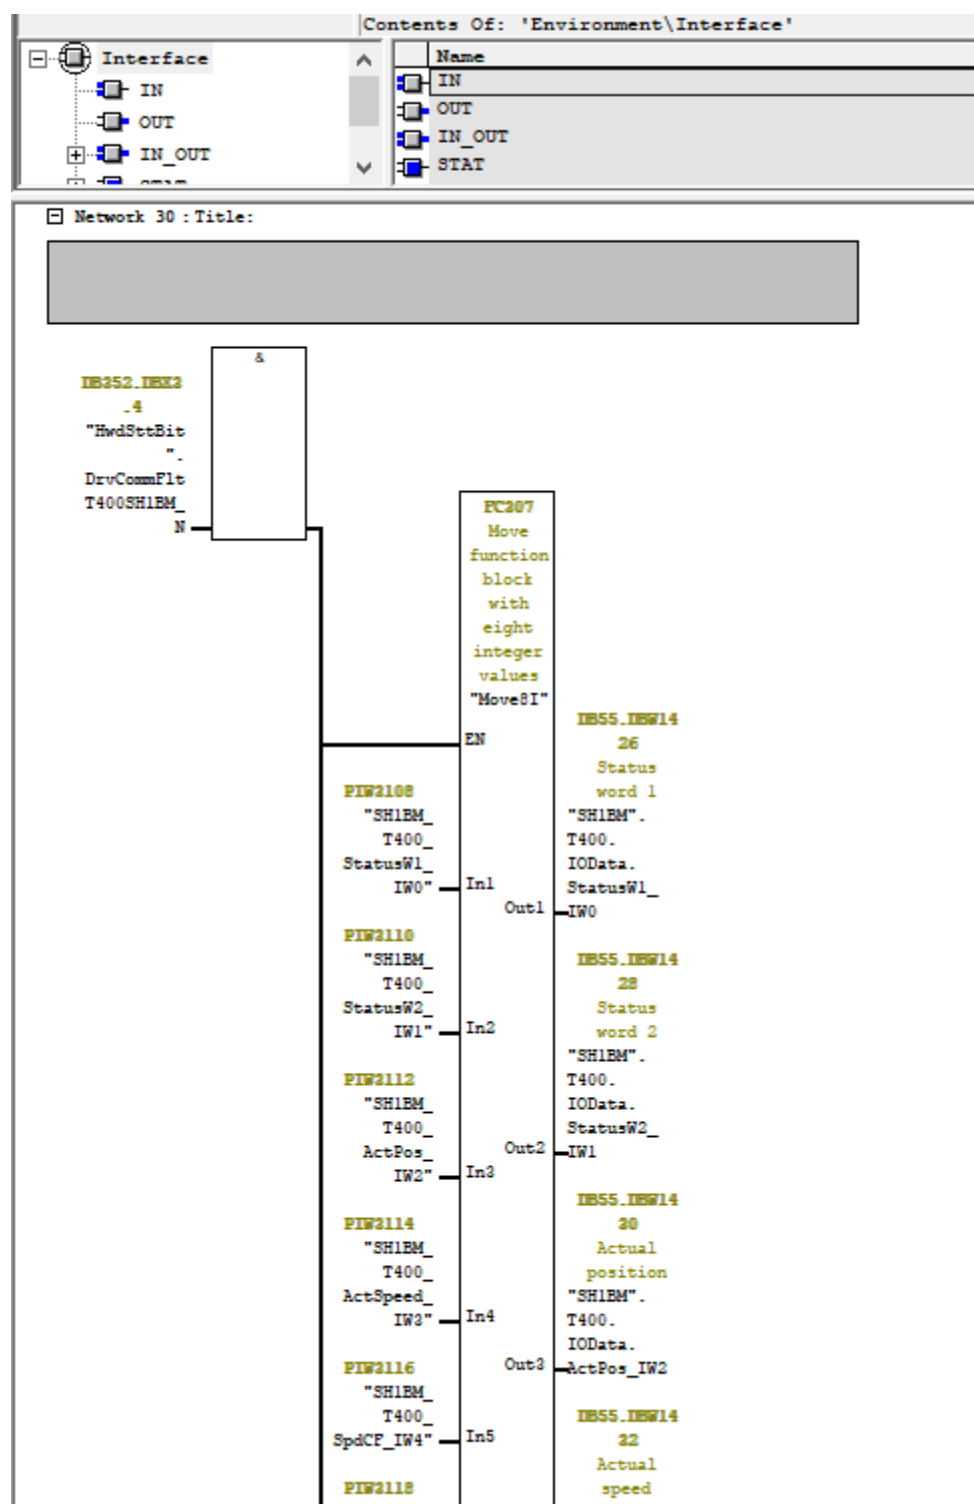 Contents Of: 'Environment\Interface'
Interface
IN
OUT
IN_OUT
Name
IN
OUT
IN_OUT
STAT
Network 30 : Title:
&
DB352.DBX3
.4
"HwdSttBit
".
DrvCommFlt
T400SH1BM_
N
FC307
Move
function
block
with
eight
integer
values
"Move8I"
EN
PIW3108
"SH1BM_
T400_
StatusW1_
IW0"
In1
PIW3110
"SH1BM_
T400_
StatusW2_
IW1"
In2
PIW3112
"SH1BM_
T400_
ActPos_
IW2"
In3
PIW3114
"SH1BM_
T400_
ActSpeed_
IW3"
In4
PIW3116
"SH1BM_
T400_
SpdCF_IW4"
In5
PIW3118
DB55.DBW14
26
Status
word 1
"SH1BM".
T400.
IOData.
StatusW1_
Out1
IW0
DB55.DBW14
28
Status
word 2
"SH1BM".
T400.
IOData.
StatusW2_
Out2
IW1
DB55.DBW14
30
Actual
position
"SH1BM".
T400.
IOData.
Out3
ActPos_IW2
DB55.DBW14
32
Actual
speed